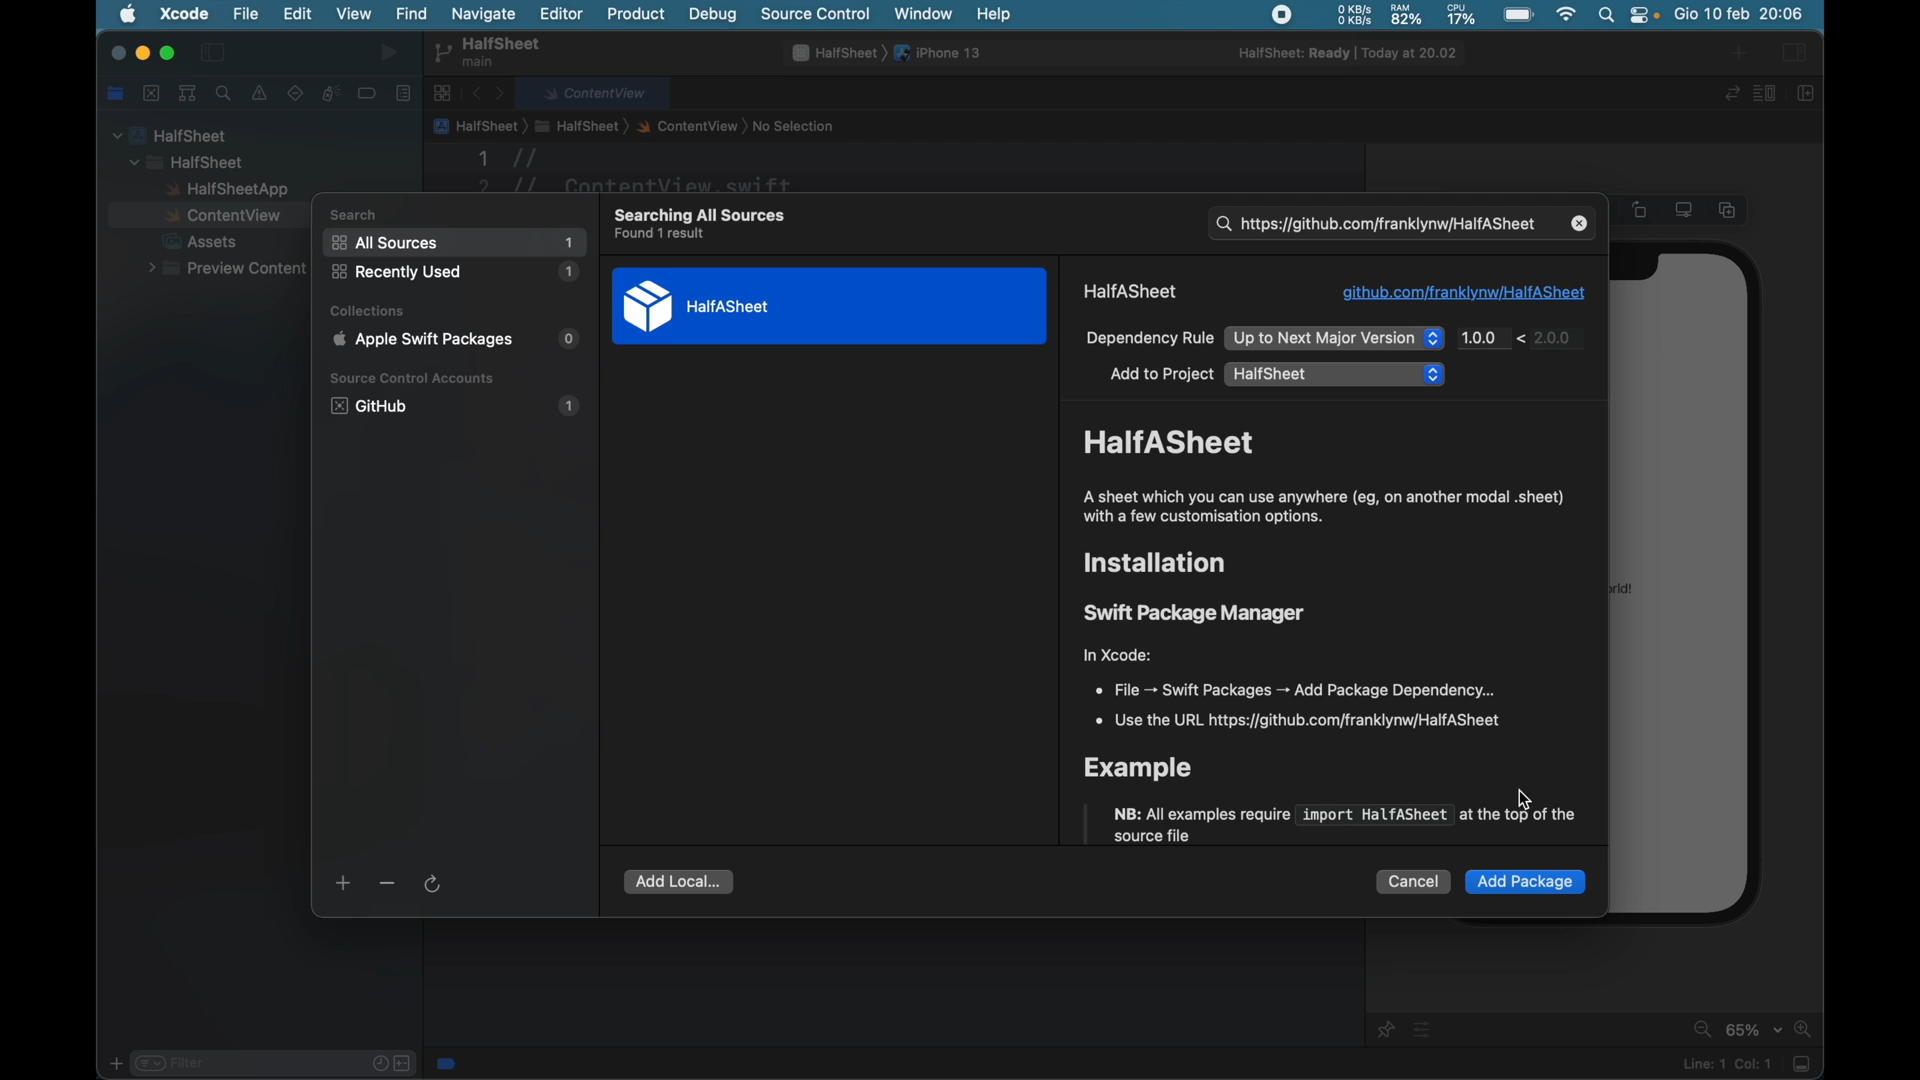 Xcode File Edit View Find Navigate Editor Product Debug Source Control Window Help
0 KB/s
0 KB/s
RAM
82%
CPU
17%
Gio 10 feb 20:06
HalfSheet
main
HalfSheet
iPhone 13
HalfSheet: Ready | Today at 20.02
ContentView
HalfSheet
HalfSheet
ContentView
No Selection
HalfSheet
HalfSheet
HalfSheetApp
ContentView
Assets
Preview Content
1 //
2 // ContentView.swift
Search
All Sources 1
Recently Used 1
Collections
Apple Swift Packages 0
Source Control Accounts
GitHub 1
Searching All Sources
Found 1 result
https://github.com/franklynw/HalfASheet
HalfASheet
HalfASheet
github.com/franklynw/HalfASheet
Dependency Rule Up to Next Major Version 1.0.0 < 2.0.0
Add to Project HalfSheet
HalfASheet
A sheet which you can use anywhere (eg, on another modal .sheet)
with a few customisation options.
Installation
Swift Package Manager
In Xcode:
• File → Swift Packages → Add Package Dependency...
• Use the URL https://github.com/franklynw/HalfASheet
Example
NB: All examples require import HalfASheet at the top of the
source file
Add Local...
Cancel
Add Package
Filter
65%
Line: 1 Col: 1